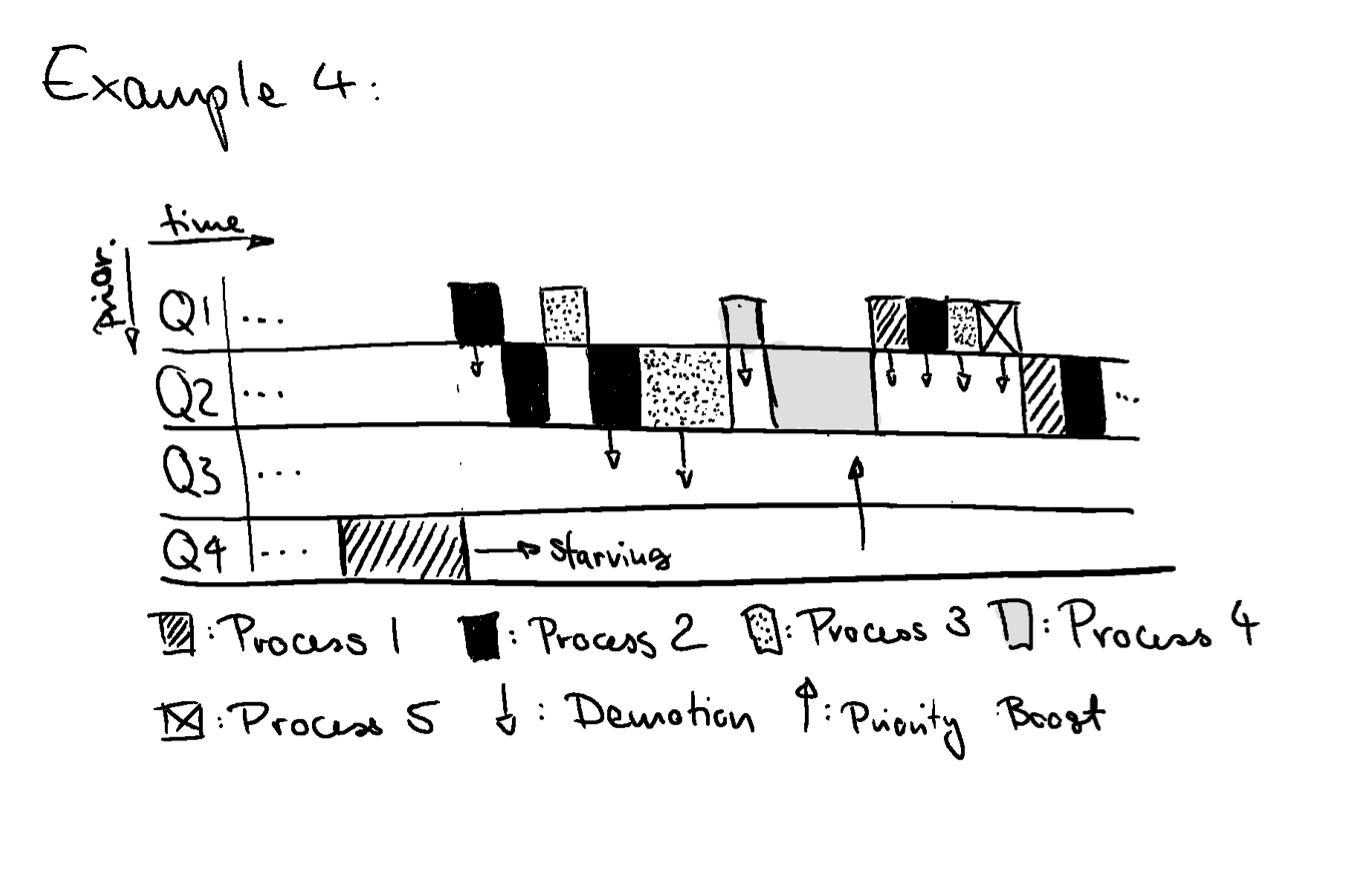 Example 4:
time
prior.
Q1 ...
Q2 ... ...
Q3 ...
Q4 .... starving
: Process 1 : Process 2 : Process 3 : Process 4
: Process 5 : Demotion : Priority Boost